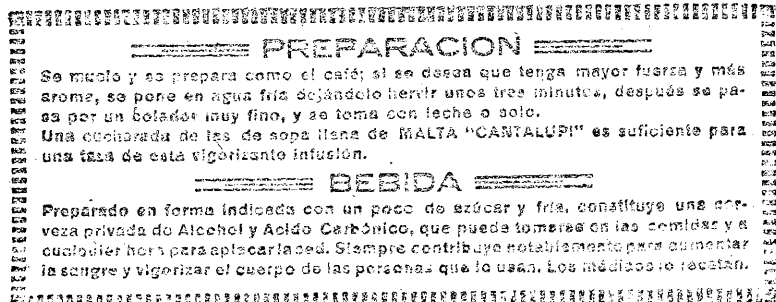 PREPARACION
Se muele y se prepara como el café; si se desea que tenga mayor fuerza y más
aroma, se pone en agua fría dejándolo hervir unos tres minutos, después se pa-
sa por un colador muy fino, y se toma con leche o solo.
Una cucharada de las de sopa llena de MALTA "CANTALUPI" es suficiente para
una taza de esta vigorizante infusión.
BEBIDA
Preparado en forma indicada con un poco de azúcar y fría, constituye una cer-
veza privada de Alcohol y Acido Carbónico, que puede tomarse en las comidas y a
cualquier hora para aplacar la sed. Siempre contribuye notablemente para aumentar
la sangre y vigorizar el cuerpo de las personas que lo usan. Los médicos lo recetan.